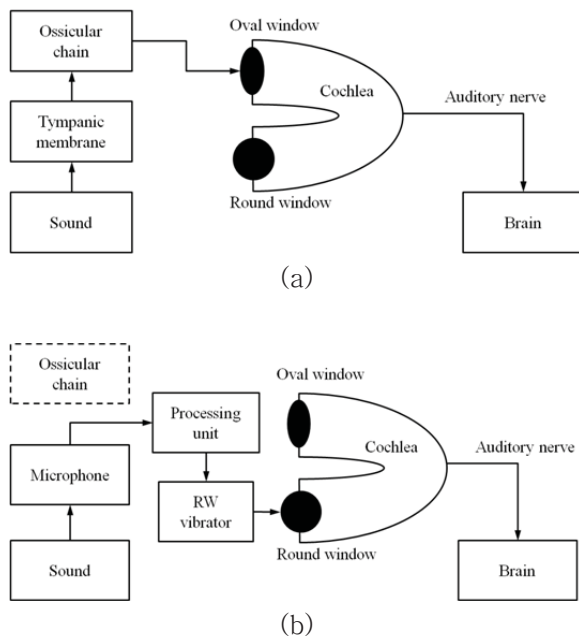 Oval window
Ossicular
chain
Cochlea
Auditory nerve
Tympanic
membrane
Round window
Sound
Brain
(a)
Ossicular
chain
Oval window
Processing
unit
Cochlea
Auditory nerve
Microphone
RW
vibrator
Round window
Sound
Brain
(b)